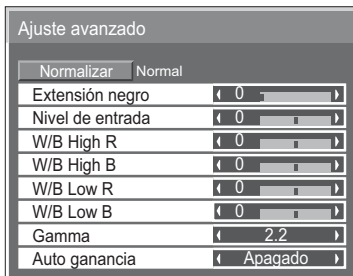 Ajuste avanzado
Normalizar Normal
Extensión negro 0
Nivel de entrada 0
W/B High R 0
W/B High B 0
W/B Low R 0
W/B Low B 0
Gamma 2.2
Auto ganancia Apagado